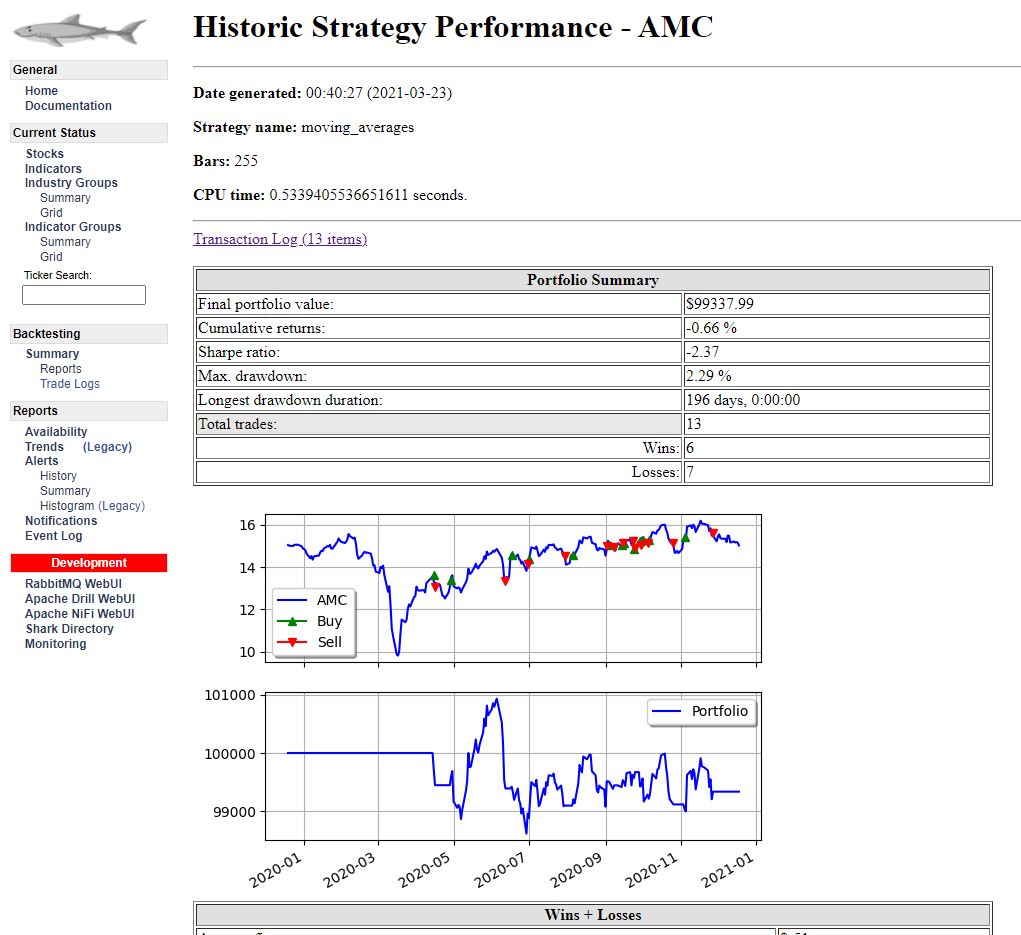 Historic Strategy Performance - AMC
General
Home
Documentation
Current Status
Stocks
Indicators
Industry Groups
Summary
Grid
Indicator Groups
Summary
Grid
Ticker Search:
Backtesting
Summary
Reports
Trade Logs
Reports
Availability
Trends (Legacy)
Alerts
History
Summary
Histogram (Legacy)
Notifications
Event Log
Development
RabbitMQ WebUI
Apache Drill WebUI
Apache NiFi WebUI
Shark Directory
Monitoring
Date generated: 00:40:27 (2021-03-23)
Strategy name: moving_averages
Bars: 255
CPU time: 0.5339405536651611 seconds.
Transaction Log (13 items)
Portfolio Summary
Final portfolio value: $99337.99
Cumulative returns: -0.66 %
Sharpe ratio: -2.37
Max. drawdown: 2.29 %
Longest drawdown duration: 196 days, 0:00:00
Total trades: 13
Wins: 6
Losses: 7
16
14
12
10
AMC
Buy
Sell
101000
100000
99000
Portfolio
2020-01 2020-03 2020-05 2020-07 2020-09 2020-11 2021-01
Wins + Losses